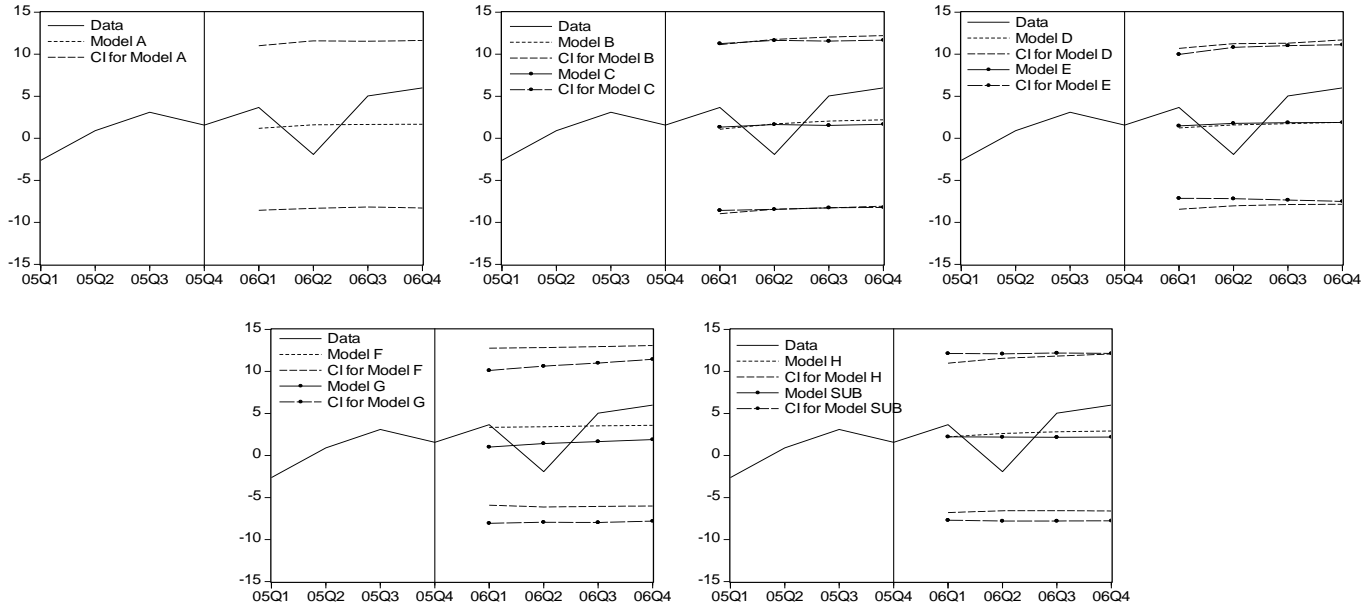 15
10
5
0
-5
-10
-15
Data
Model A
CI for Model A
05Q1 05Q2 05Q3 05Q4 06Q1 06Q2 06Q3 06Q4
15
10
5
0
-5
-10
-15
Data
Model B
CI for Model B
Model C
CI for Model C
05Q1 05Q2 05Q3 05Q4 06Q1 06Q2 06Q3 06Q4
15
10
5
0
-5
-10
-15
Data
Model D
CI for Model D
Model E
CI for Model E
05Q1 05Q2 05Q3 05Q4 06Q1 06Q2 06Q3 06Q4
15
10
5
0
-5
-10
-15
Data
Model F
CI for Model F
Model G
CI for Model G
05Q1 05Q2 05Q3 05Q4 06Q1 06Q2 06Q3 06Q4
15
10
5
0
-5
-10
-15
Data
Model H
CI for Model H
Model SUB
CI for Model SUB
05Q1 05Q2 05Q3 05Q4 06Q1 06Q2 06Q3 06Q4